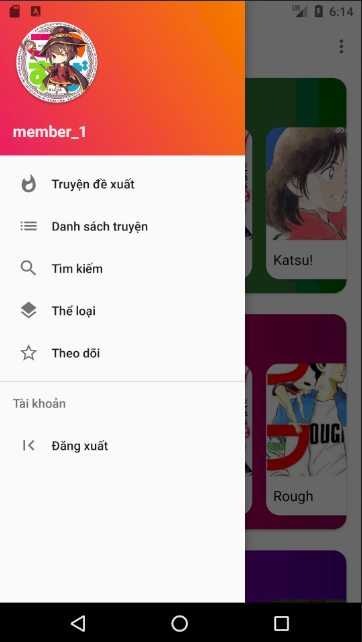 6:14
member_1
Truyện đề xuất
Danh sách truyện
Tìm kiếm
Thể loại
Theo dõi
Tài khoản
Đăng xuất
Katsu!
ROUGH
Rough